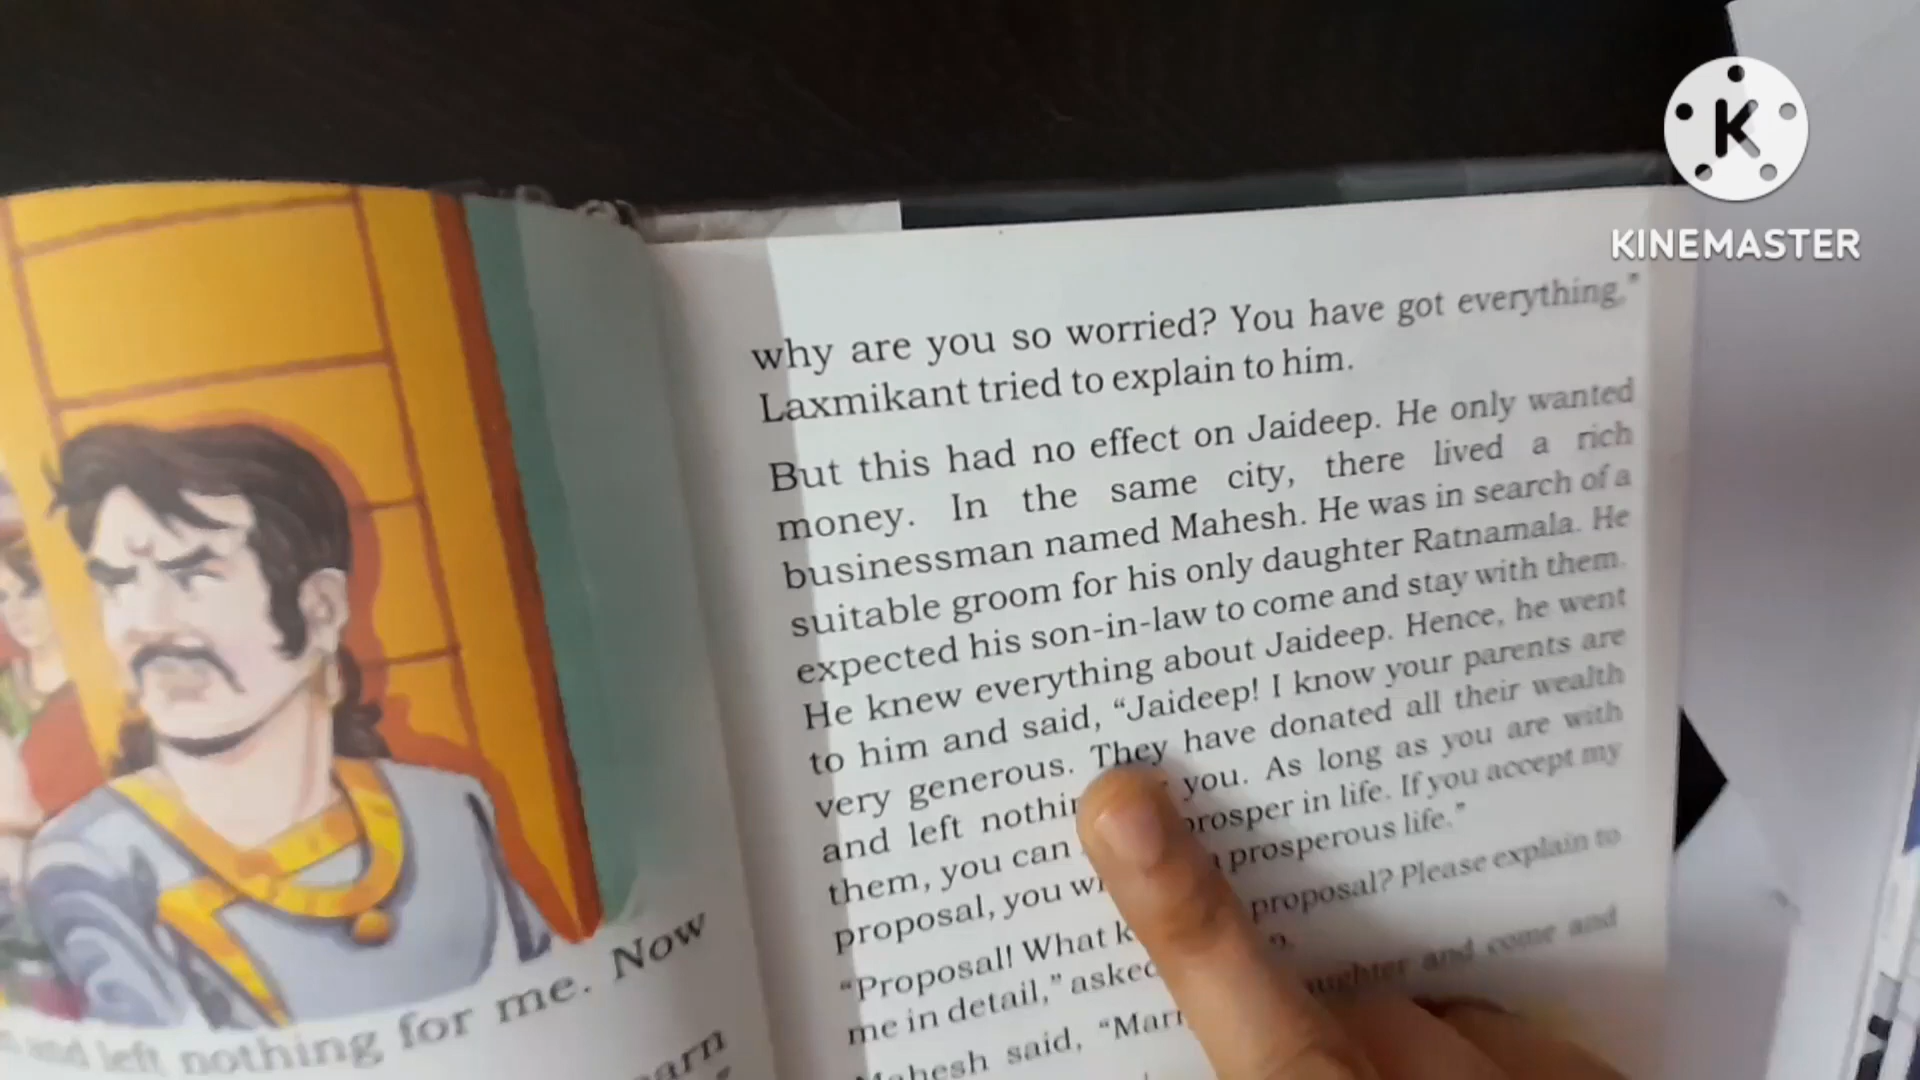 and left nothing for me. Now
earn
why are you so worried? You have got everything,"
Laxmikant tried to explain to him.
But this had no effect on Jaideep. He only wanted
money. In the same city, there lived a rich
businessman named Mahesh. He was in search of a
suitable groom for his only daughter Ratnamala. He
expected his son-in-law to come and stay with them.
He knew everything about Jaideep. Hence, he went
to him and said, "Jaideep! I know your parents are
very generous. They have donated all their wealth
and left you. As long as you are with
them, you can prosper in life. If you accept my
proposal, you a prosperous life."
"Proposal! What proposal? Please explain to
me in detail," asked
Mahesh said, and come and
KINEMASTER